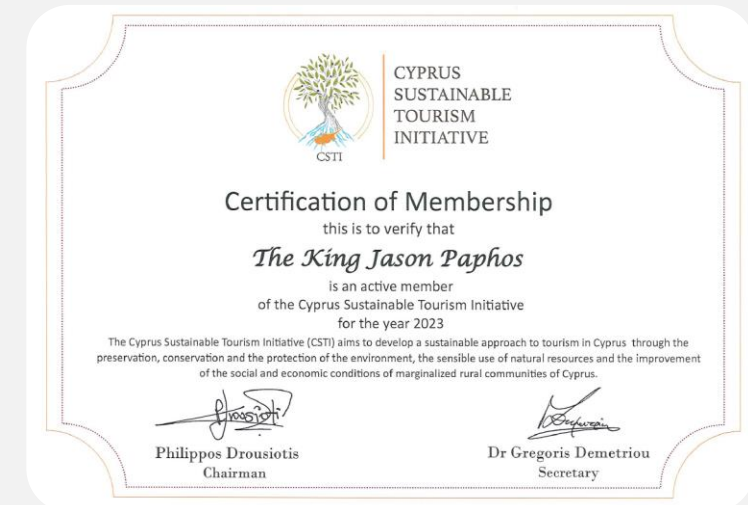 CYPRUS
SUSTAINABLE
TOURISM
INITIATIVE
CSTI
Certification of Membership
this is to verify that
The King Jason Paphos
is an active member
of the Cyprus Sustainable Tourism Initiative
for the year 2023
The Cyprus Sustainable Tourism Initiative (CSTI) aims to develop a sustainable approach to tourism in Cyprus through the
preservation, conservation and the protection of the environment, the sensible use of natural resources and the improvement
of the social and economic conditions of marginalized rural communities of Cyprus.
Philippos Drousiotis
Chairman
Dr Gregoris Demetriou
Secretary